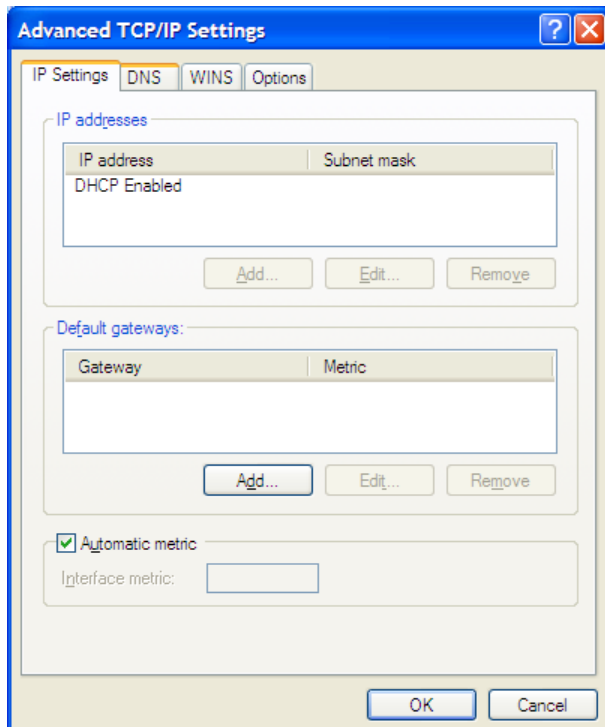 Advanced TCP/IP Settings
IP Settings DNS WINS Options
IP addresses
IP address Subnet mask
DHCP Enabled
Add... Edit... Remove
Default gateways:
Gateway Metric
Add... Edit... Remove
Automatic metric
Interface metric:
OK Cancel